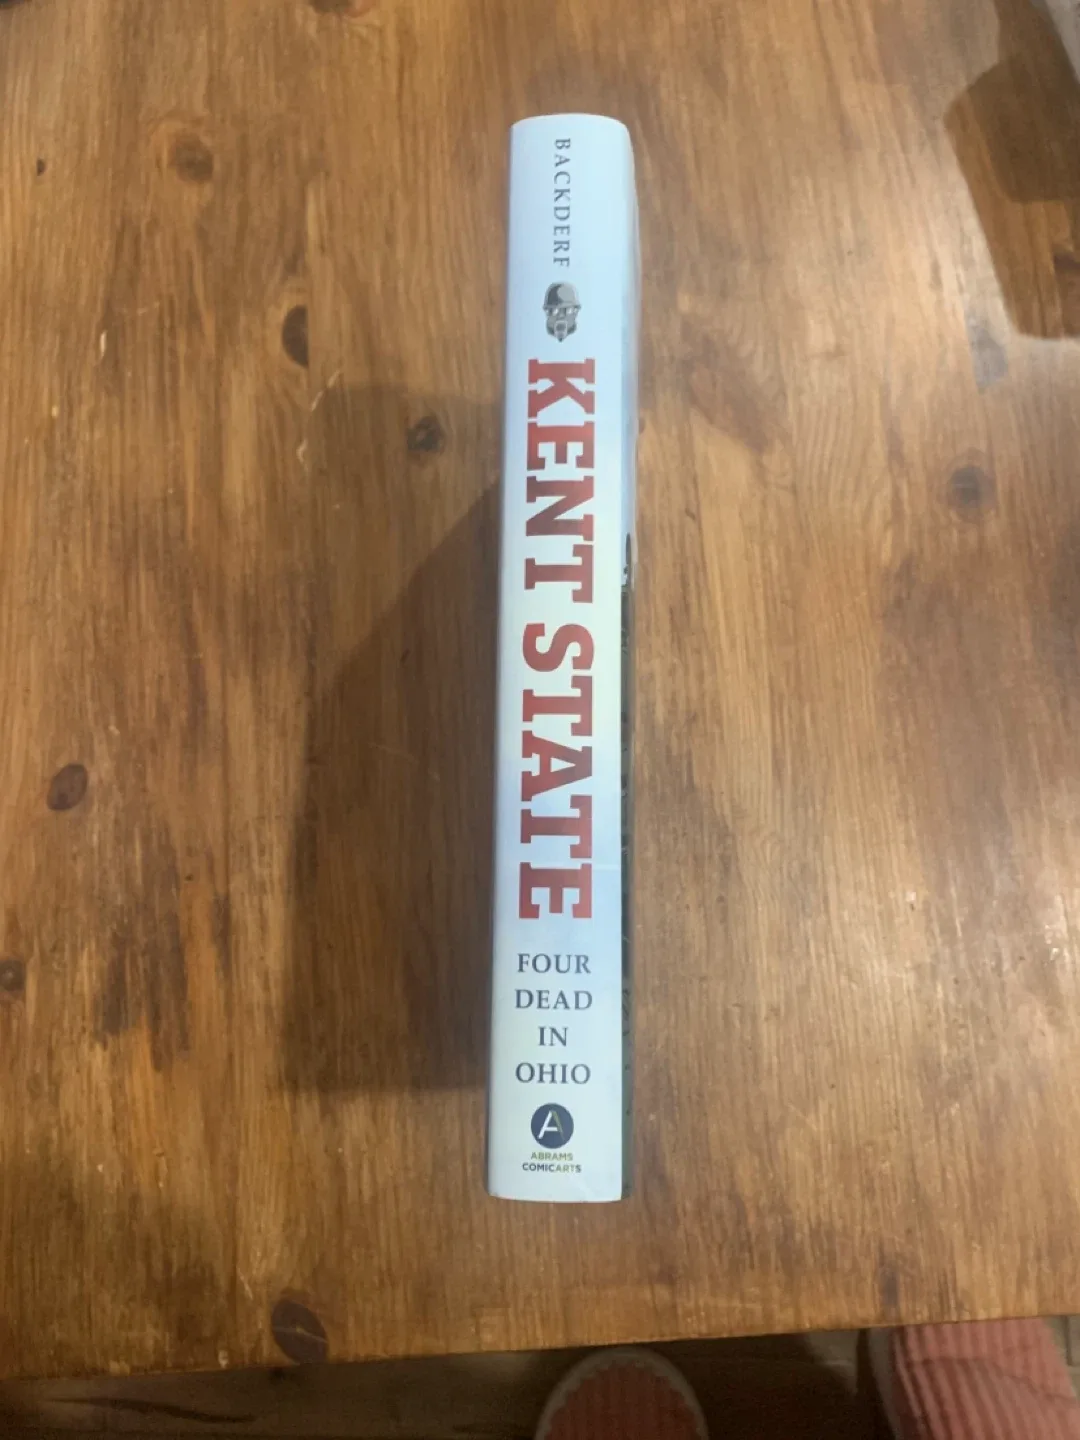 BACKDERF
KENT STATE
FOUR
DEAD
IN
OHIO
A
ABRAMS
COMICARTS